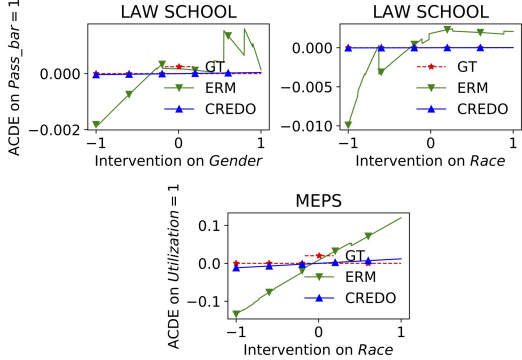 LAW SCHOOL
ACDE on Pass_bar = 1
0.000
−0.002
GT
ERM
CREDO
−1
0
1
Intervention on Gender
LAW SCHOOL
0.000
−0.005
−0.010
GT
ERM
CREDO
−1
0
1
Intervention on Race
MEPS
ACDE on Utilization = 1
0.1
0.0
−0.1
GT
ERM
CREDO
−1
0
1
Intervention on Race